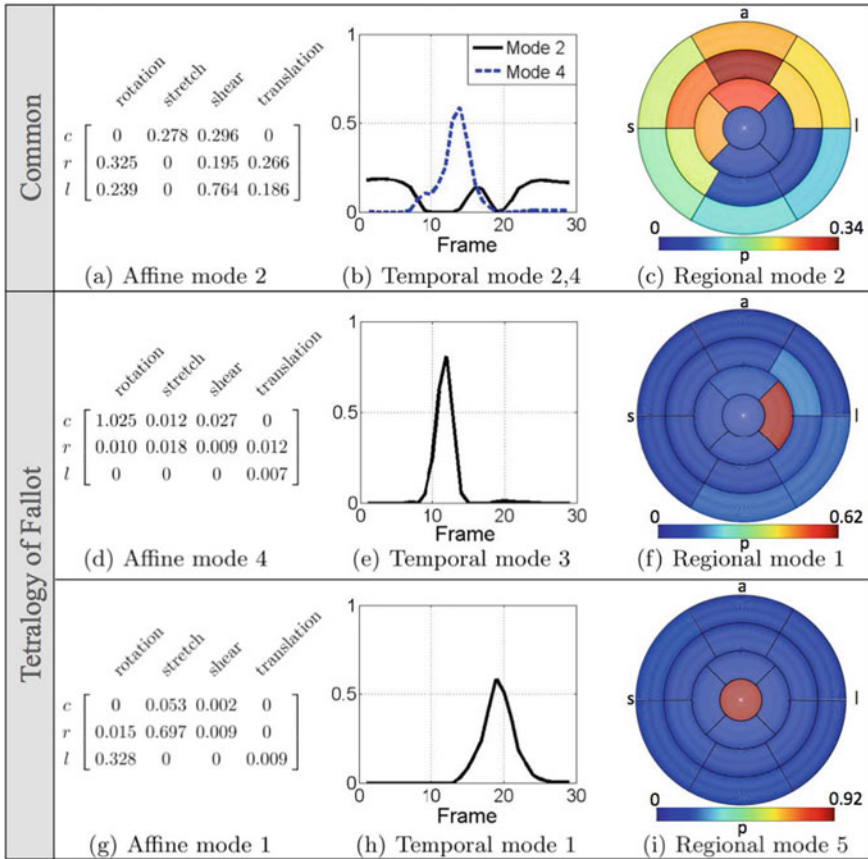 Common
rotation stretch shear translation
c 0 0.278 0.296 0
r 0.325 0 0.195 0.266
l 0.239 0 0.764 0.186
(a) Affine mode 2
1
0.5
0
0 10 20 30
Frame
Mode 2
Mode 4
(b) Temporal mode 2,4
a
s l
0 0.34
p
(c) Regional mode 2
Tetralogy of Fallot
rotation stretch shear translation
c 1.025 0.012 0.027 0
r 0.010 0.018 0.009 0.012
l 0 0 0 0.007
(d) Affine mode 4
1
0.5
0
0 10 20 30
Frame
(e) Temporal mode 3
a
s l
0 0.62
p
(f) Regional mode 1
rotation stretch shear translation
c 0 0.053 0.002 0
r 0.015 0.697 0.009 0
l 0.328 0 0 0.009
(g) Affine mode 1
1
0.5
0
0 10 20 30
Frame
(h) Temporal mode 1
a
s l
0 0.92
p
(i) Regional mode 5